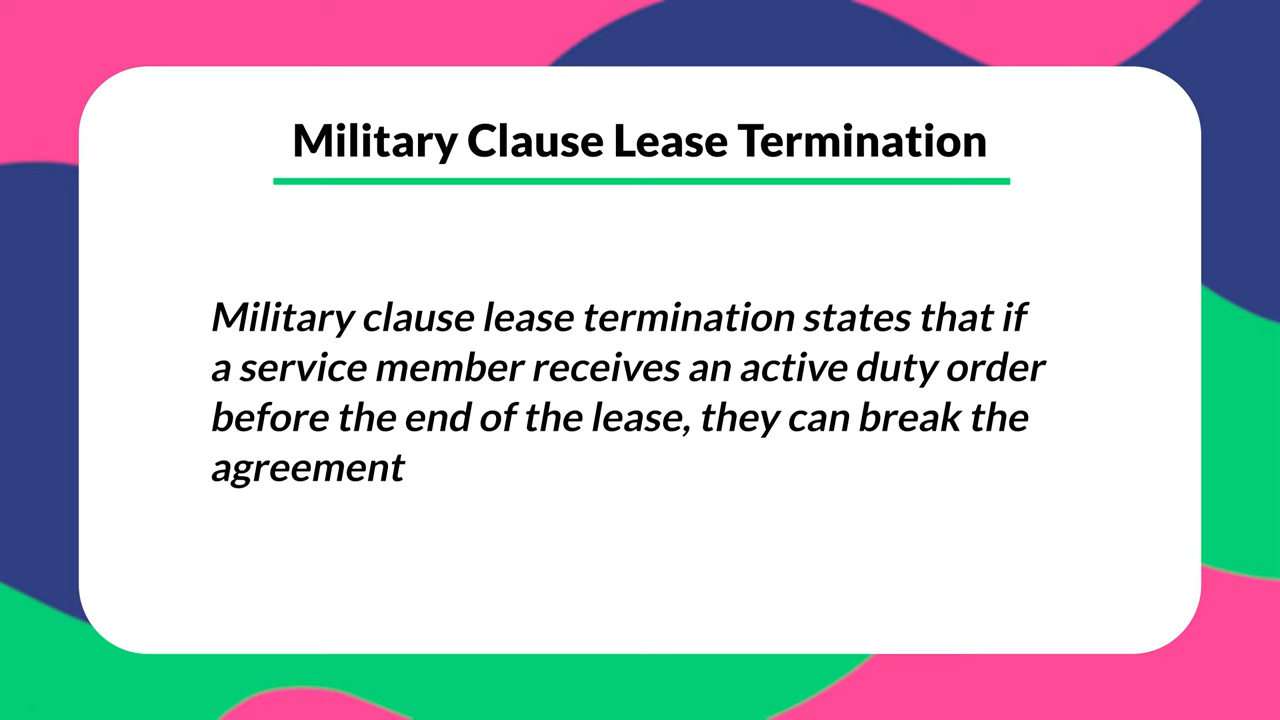 Military Clause Lease Termination
Military clause lease termination states that if
a service member receives an active duty order
before the end of the lease, they can break the
agreement